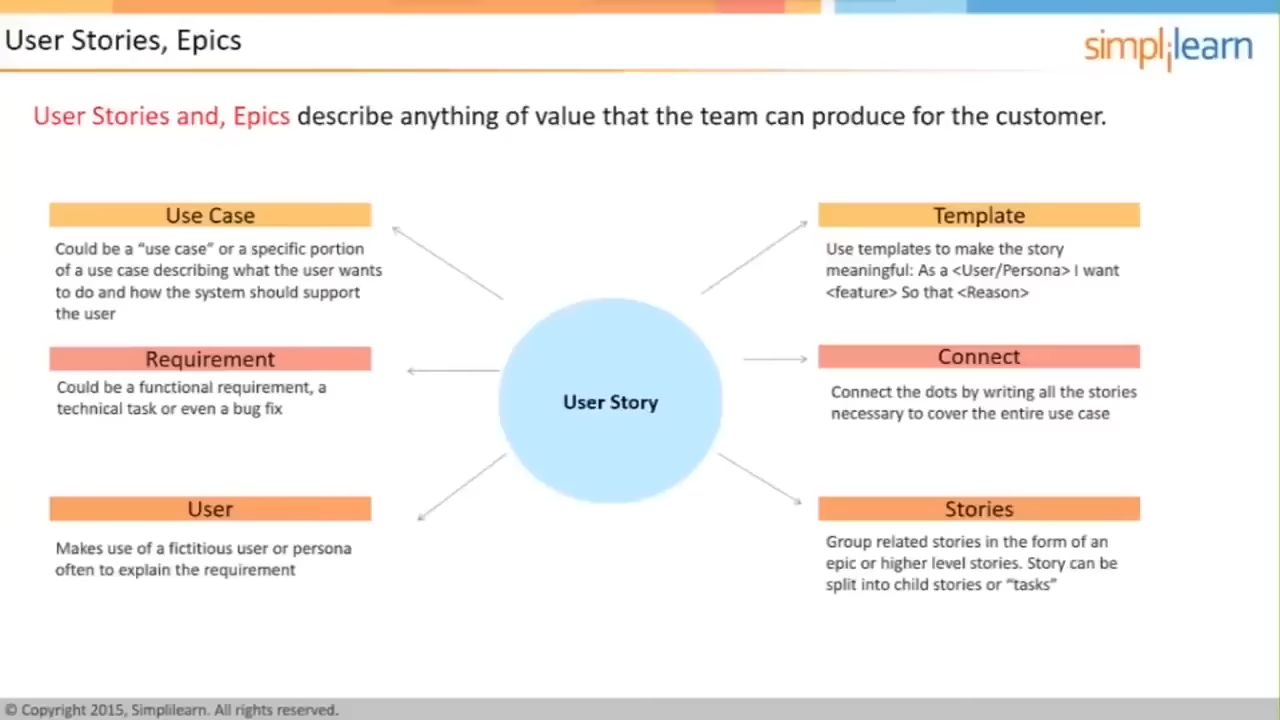 User Stories, Epics
simplilearn
User Stories and, Epics describe anything of value that the team can produce for the customer.
Use Case
Could be a “use case” or a specific portion
of a use case describing what the user wants
to do and how the system should support
the user
Requirement
Could be a functional requirement, a
technical task or even a bug fix
User
Makes use of a fictitious user or persona
often to explain the requirement
User Story
Template
Use templates to make the story
meaningful: As a <User/Persona> I want
<feature> So that <Reason>
Connect
Connect the dots by writing all the stories
necessary to cover the entire use case
Stories
Group related stories in the form of an
epic or higher level stories. Story can be
split into child stories or “tasks”
© Copyright 2015, Simplilearn. All rights reserved.